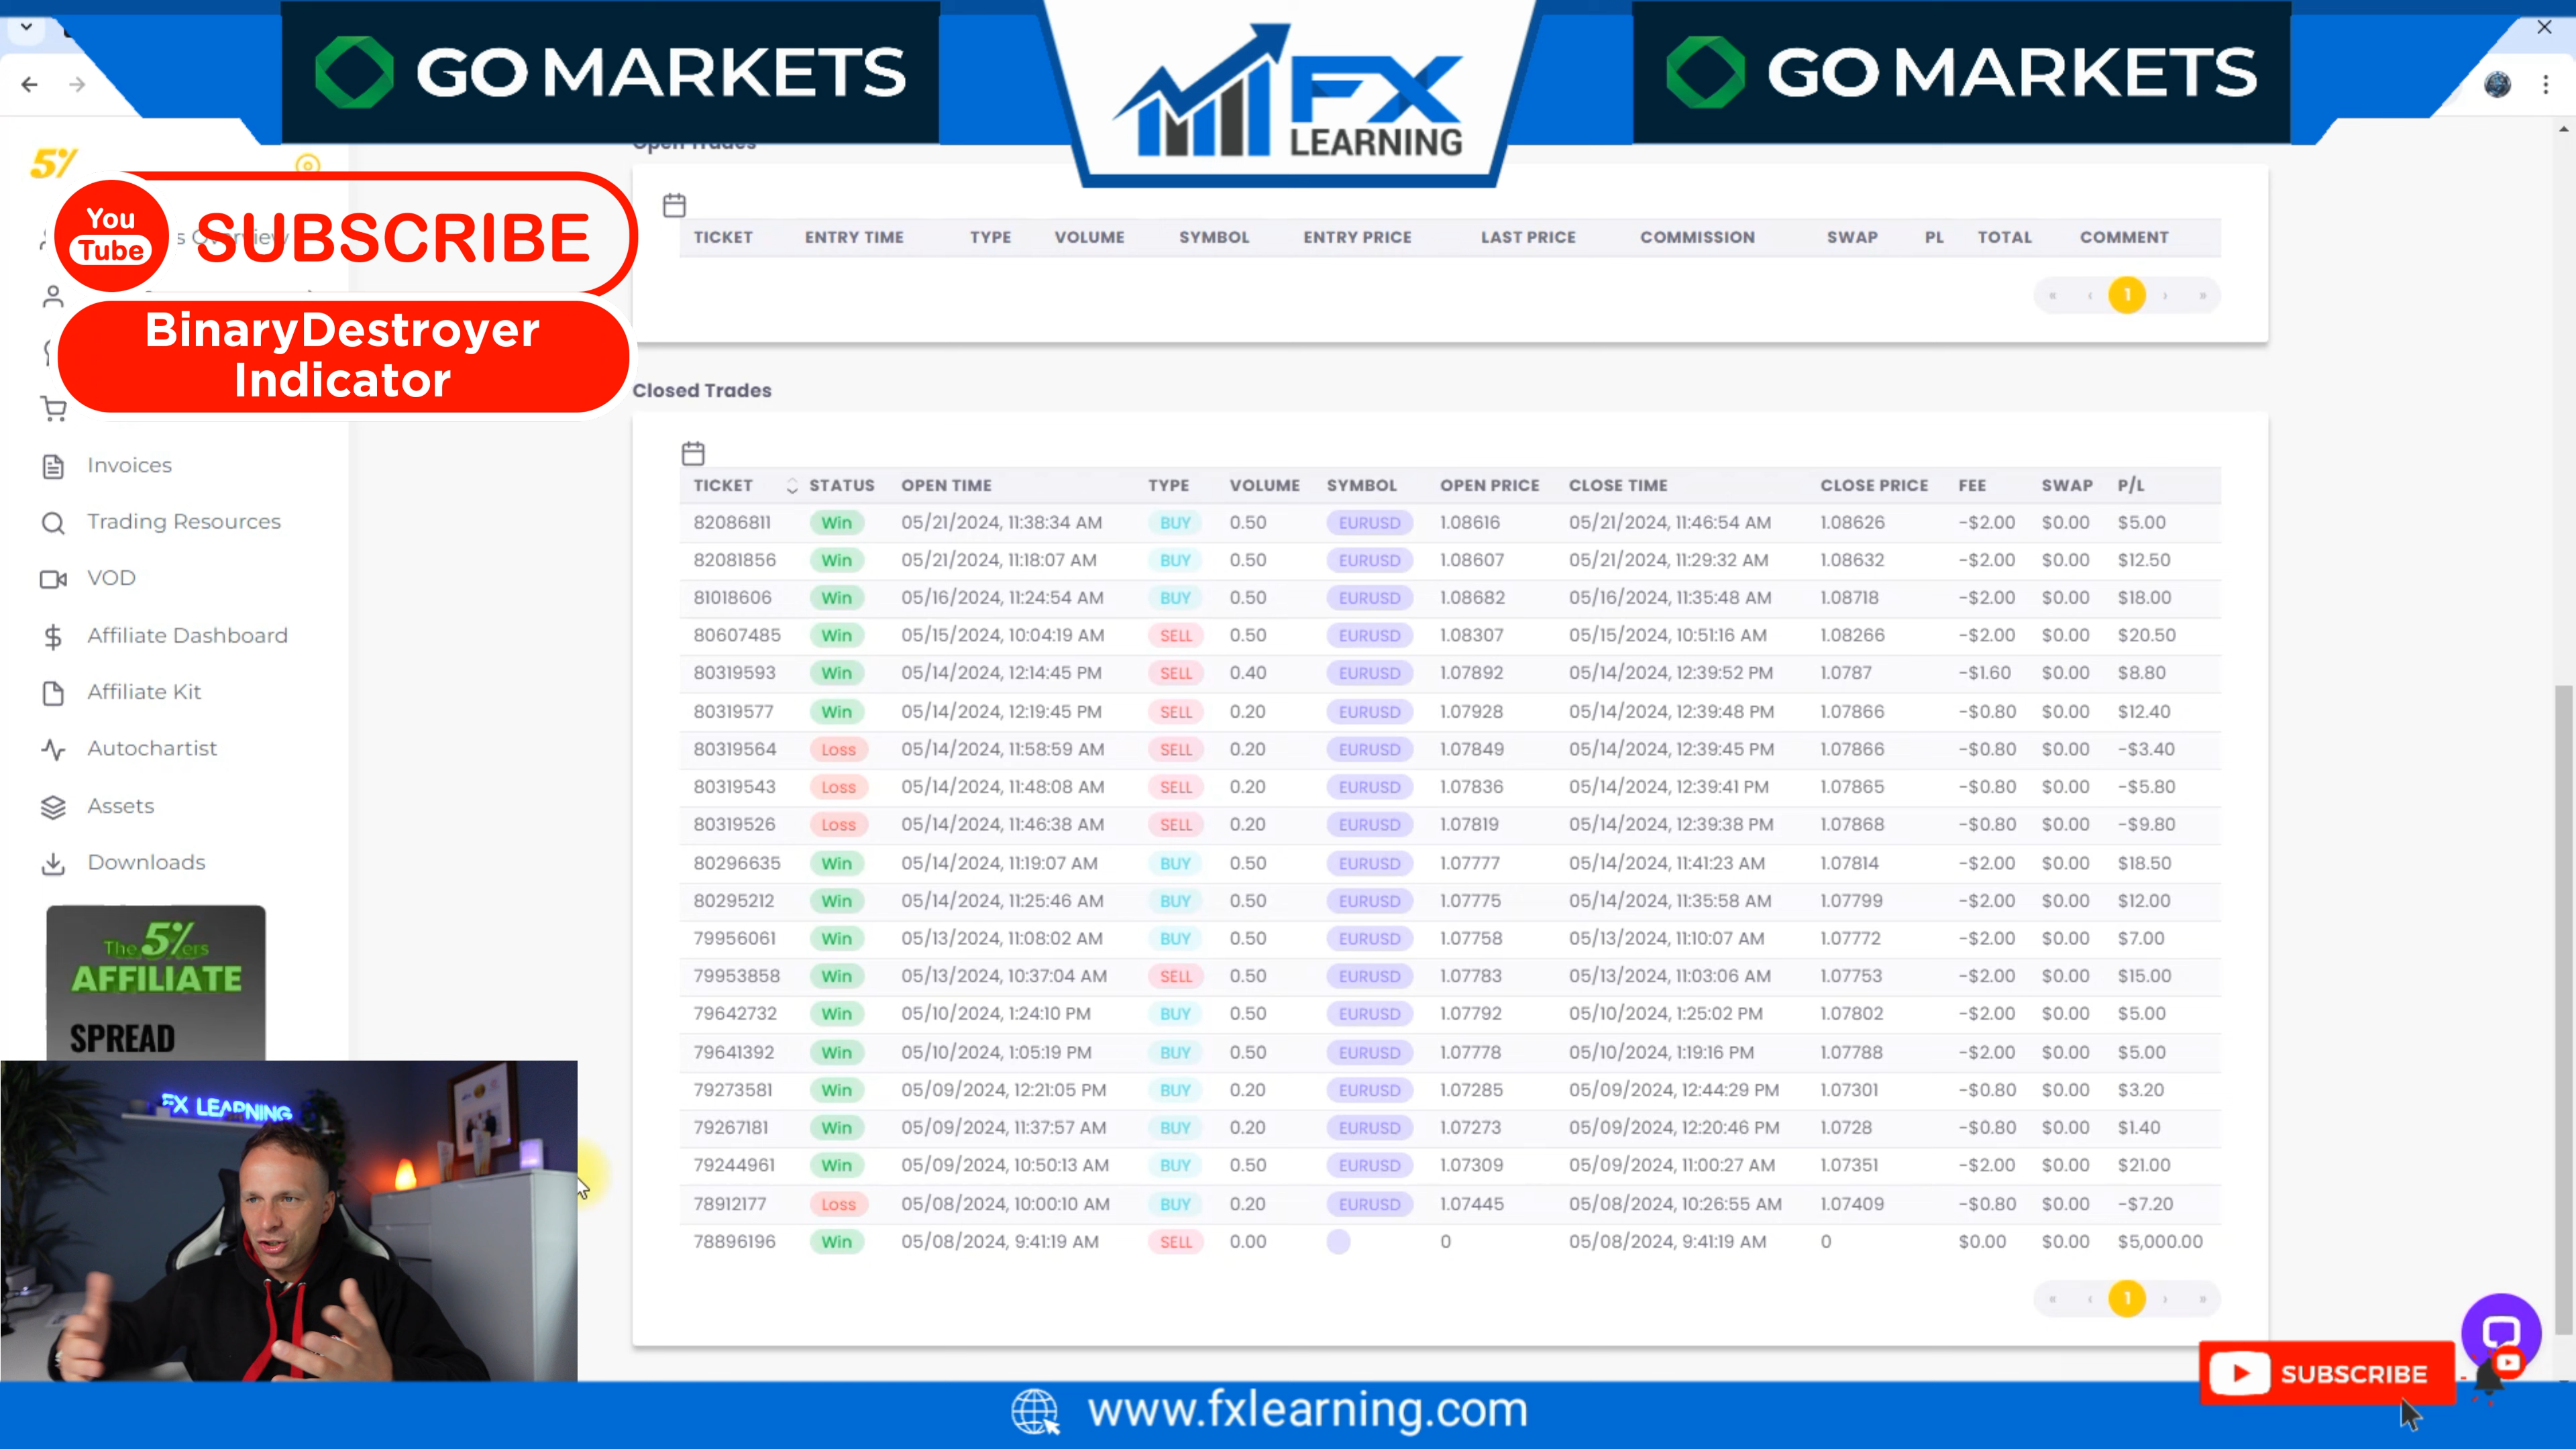 GO MARKETS
FX
LEARNING
GO MARKETS
5%
You
Tube
SUBSCRIBE
BinaryDestroyer
Indicator
Invoices
Trading Resources
VOD
Affiliate Dashboard
Affiliate Kit
Autochartist
Assets
Downloads
The 5%ers
AFFILIATE
SPREAD
FX LEARNING
Open Trades
TICKET ENTRY TIME TYPE VOLUME SYMBOL ENTRY PRICE LAST PRICE COMMISSION SWAP PL TOTAL COMMENT
« ‹ 1 › »
Closed Trades
TICKET STATUS OPEN TIME TYPE VOLUME SYMBOL OPEN PRICE CLOSE TIME CLOSE PRICE FEE SWAP P/L
82086811 Win 05/21/2024, 11:38:34 AM BUY 0.50 EURUSD 1.08616 05/21/2024, 11:46:54 AM 1.08626 -$2.00 $0.00 $5.00
82081856 Win 05/21/2024, 11:18:07 AM BUY 0.50 EURUSD 1.08607 05/21/2024, 11:29:32 AM 1.08632 -$2.00 $0.00 $12.50
81018606 Win 05/16/2024, 11:24:54 AM BUY 0.50 EURUSD 1.08682 05/16/2024, 11:35:48 AM 1.08718 -$2.00 $0.00 $18.00
80607485 Win 05/15/2024, 10:04:19 AM SELL 0.50 EURUSD 1.08307 05/15/2024, 10:51:16 AM 1.08266 -$2.00 $0.00 $20.50
80319593 Win 05/14/2024, 12:14:45 PM SELL 0.40 EURUSD 1.07892 05/14/2024, 12:39:52 PM 1.0787 -$1.60 $0.00 $8.80
80319577 Win 05/14/2024, 12:19:45 PM SELL 0.20 EURUSD 1.07928 05/14/2024, 12:39:48 PM 1.07866 -$0.80 $0.00 $12.40
80319564 Loss 05/14/2024, 11:58:59 AM SELL 0.20 EURUSD 1.07849 05/14/2024, 12:39:45 PM 1.07866 -$0.80 $0.00 -$3.40
80319543 Loss 05/14/2024, 11:48:08 AM SELL 0.20 EURUSD 1.07836 05/14/2024, 12:39:41 PM 1.07865 -$0.80 $0.00 -$5.80
80319526 Loss 05/14/2024, 11:46:38 AM SELL 0.20 EURUSD 1.07819 05/14/2024, 12:39:38 PM 1.07868 -$0.80 $0.00 -$9.80
80296635 Win 05/14/2024, 11:19:07 AM BUY 0.50 EURUSD 1.07777 05/14/2024, 11:41:23 AM 1.07814 -$2.00 $0.00 $18.50
80295212 Win 05/14/2024, 11:25:46 AM BUY 0.50 EURUSD 1.07775 05/14/2024, 11:35:58 AM 1.07799 -$2.00 $0.00 $12.00
79956061 Win 05/13/2024, 11:08:02 AM BUY 0.50 EURUSD 1.07758 05/13/2024, 11:10:07 AM 1.07772 -$2.00 $0.00 $7.00
79953858 Win 05/13/2024, 10:37:04 AM SELL 0.50 EURUSD 1.07783 05/13/2024, 11:03:06 AM 1.07753 -$2.00 $0.00 $15.00
79642732 Win 05/10/2024, 1:24:10 PM BUY 0.50 EURUSD 1.07792 05/10/2024, 1:25:02 PM 1.07802 -$2.00 $0.00 $5.00
79641392 Win 05/10/2024, 1:05:19 PM BUY 0.50 EURUSD 1.07778 05/10/2024, 1:19:16 PM 1.07788 -$2.00 $0.00 $5.00
79273581 Win 05/09/2024, 12:21:05 PM BUY 0.20 EURUSD 1.07285 05/09/2024, 12:44:29 PM 1.07301 -$0.80 $0.00 $3.20
79267181 Win 05/09/2024, 11:37:57 AM BUY 0.20 EURUSD 1.07273 05/09/2024, 12:20:46 PM 1.0728 -$0.80 $0.00 $1.40
79244961 Win 05/09/2024, 10:50:13 AM BUY 0.50 EURUSD 1.07309 05/09/2024, 11:00:27 AM 1.07351 -$2.00 $0.00 $21.00
78912177 Loss 05/08/2024, 10:00:10 AM BUY 0.20 EURUSD 1.07445 05/08/2024, 10:26:55 AM 1.07409 -$0.80 $0.00 -$7.20
78896196 Win 05/08/2024, 9:41:19 AM SELL 0.00 0 05/08/2024, 9:41:19 AM 0 $0.00 $0.00 $5,000.00
« ‹ 1 › »
SUBSCRIBE
www.fxlearning.com